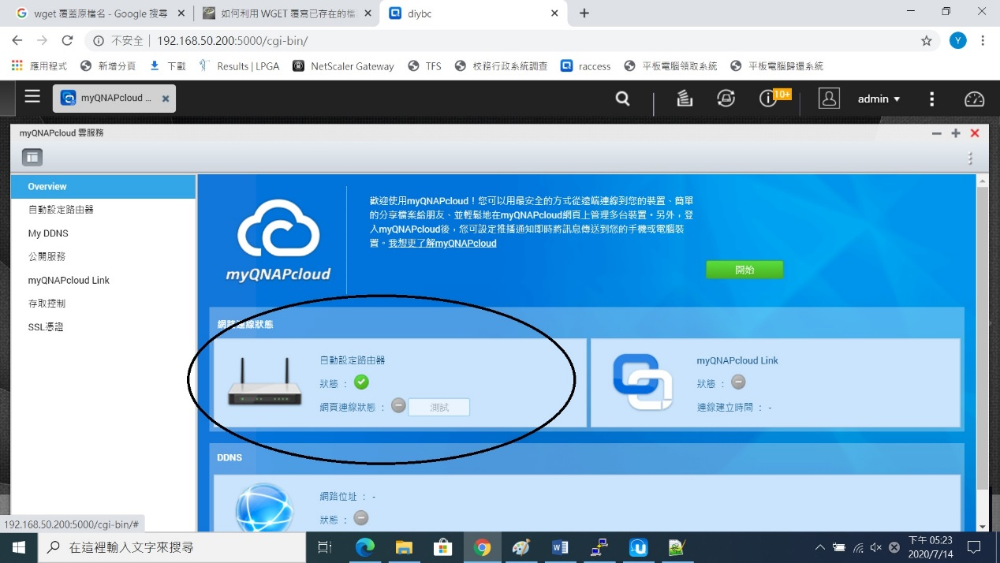 wget 覆蓋原檔名 - Google 搜尋
如何利用 WGET 覆寫已存在的檔
diybc
不安全
192.168.50.200:5000/cgi-bin/
Y
應用程式
新增分頁
下載
Results | LPGA
NetScaler Gateway
TFS
校務行政系統調查
raccess
平板電腦領取系統
平板電腦歸還系統
myQNAPcloud ...
10+
admin
myQNAPcloud 雲服務
Overview
自動設定路由器
My DDNS
公開服務
myQNAPcloud Link
存取控制
SSL憑證
myQNAPcloud
歡迎使用myQNAPcloud！您可以用最安全的方式從遠端連線到您的裝置、簡單
的分享檔案給朋友、並輕鬆地在myQNAPcloud網頁上管理多台裝置。另外，登
入myQNAPcloud後，您可設定推播通知即時將訊息傳送到您的手機或電腦裝
置。我想更了解myQNAPcloud
開始
網路連線狀態
自動設定路由器
狀態 ：
網頁連線狀態 ：
測試
myQNAPcloud Link
狀態 ：
連線建立時間 ： -
DDNS
網路位址 ： -
狀態 ：
192.168.50.200:5000/cgi-bin/#
在這裡輸入文字來搜尋
下午 05:23
2020/7/14